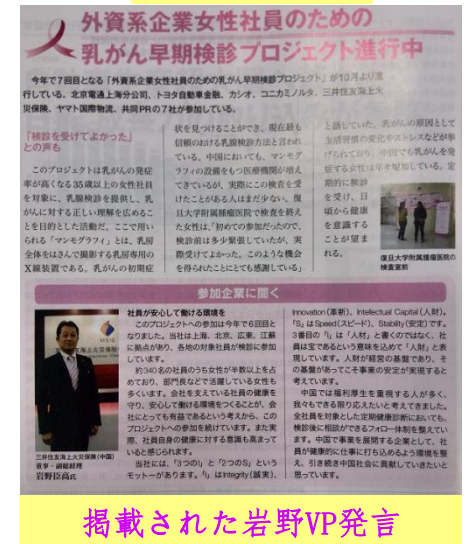 外資系企業女性社員のための
乳がん早期検診プロジェクト進行中
今年で7回目となる「外資系企業女性社員のための乳がん早期検診プロジェクト」が10月より進
行している。北京電通上海分公司、トヨタ自動車金融、カシオ、コニカミノルタ、三井住友海上火
災保険、ヤマト国際物流、共同PRの7社が参加している。
「検診を受けてよかった」
との声も
このプロジェクトは乳がんの発症
率が高くなる35歳以上の女性社員
を対象に、乳腺検診を提供し、乳
がんに対する正しい理解を広めるこ
とを目的とした活動だ。ここで用い
られる「マンモグラフィ」とは、乳房
全体をはさんで撮影する乳房専用の
X線装置である。乳がんの初期症
状を見つけることができ、現在最も
信頼のおける乳腺検診方法と言われ
ている。中国においても、マンモグ
ラフィの設備をもつ医療機関が増え
てきているが、実際にこの検査を受
けたことがある人はまだ少ない。復
旦大学附属腫瘤医院で検査を終え
た女性は、「初めての参加だったので、
検診前は多少緊張していたが、実
際受けてよかった。このような機会
を得られたことにとても感謝している」
と話していた。乳がんの原因として
生活習慣の変化やストレスなどが挙
げられており、中国でも乳がんを発
症する女性は年々増加している。定
期的に検診
を受け、日
頃から健康
を意識する
ことが望ま
れる。
復旦大学附属腫瘤医院の
検査室前
参加企業に聞く
三井住友海上火災保険(中国)
董事・副総経理
岩野臣高氏
社員が安心して働ける環境を
このプロジェクトへの参加は今年で6回目と
なりました。当社は上海、北京、広東、江蘇
に拠点があり、各地の対象社員が検診に参加
しています。
約340名の社員のうち女性が半数以上を占
めており、部門長などで活躍している女性も
多くいます。会社を支えている社員の健康を
守り、安心して働ける環境をつくることが、会
社にとっても有益であるという考えから、この
プロジェクトへの参加を続けています。また実
際、社員自身の健康に対する意識も高まって
いると感じられます。
当社には、「3つのI」と「2つのS」という
モットーがあります。「I」はIntegrity(誠実)、
Innovation(革新)、Intellectual Capital(人財)。
「S」はSpeed(スピード)、Stability(安定)です。
3番目の「I」は「人材」と書くのではなく、社
員は宝であるという意味を込めて「人財」と表
現しています。人財が経営の基盤であり、そ
の基盤があってこそ事業の安定が実現すると
考えています。
中国では福利厚生を重視する人が多く、
我々もできる限り応えたいと考えてきました。
全社員を対象とした定期健康診断においても、
検診後に相談ができるフォロー体制を整えてい
ます。中国で事業を展開する企業として、社
員が健康的に仕事に打ち込めるよう環境を整
え、引き続き中国社会に貢献していきたいと
思っています。
掲載された岩野VP発言